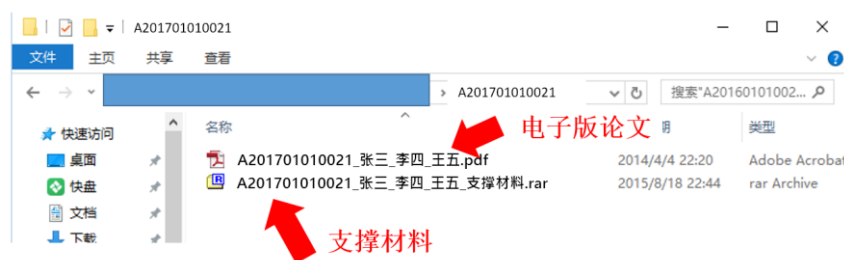 A201701010021
文件 主页 共享 查看
A201701010021 搜索"A20160101002...
快速访问 名称 电子版论文 类型
桌面 A201701010021_张三_李四_王五.pdf 2014/4/4 22:20 Adobe Acrobat
快盘 A201701010021_张三_李四_王五_支撑材料.rar 2015/8/18 22:44 rar Archive
文档
下载
支撑材料